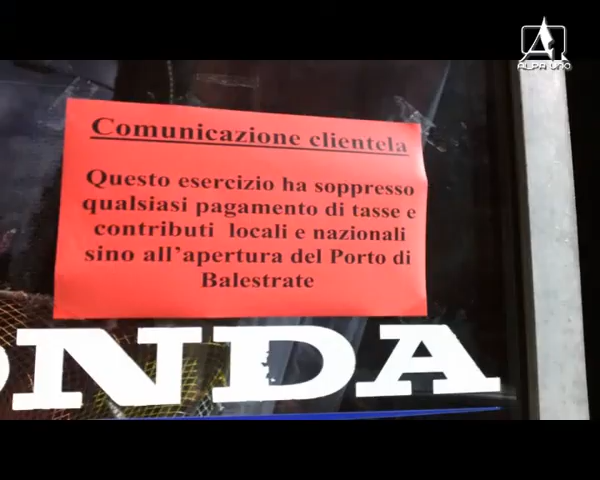 ALPA UNO
Comunicazione clientela
Questo esercizio ha soppresso
qualsiasi pagamento di tasse e
contributi locali e nazionali
sino all'apertura del Porto di
Balestrate
ONDA